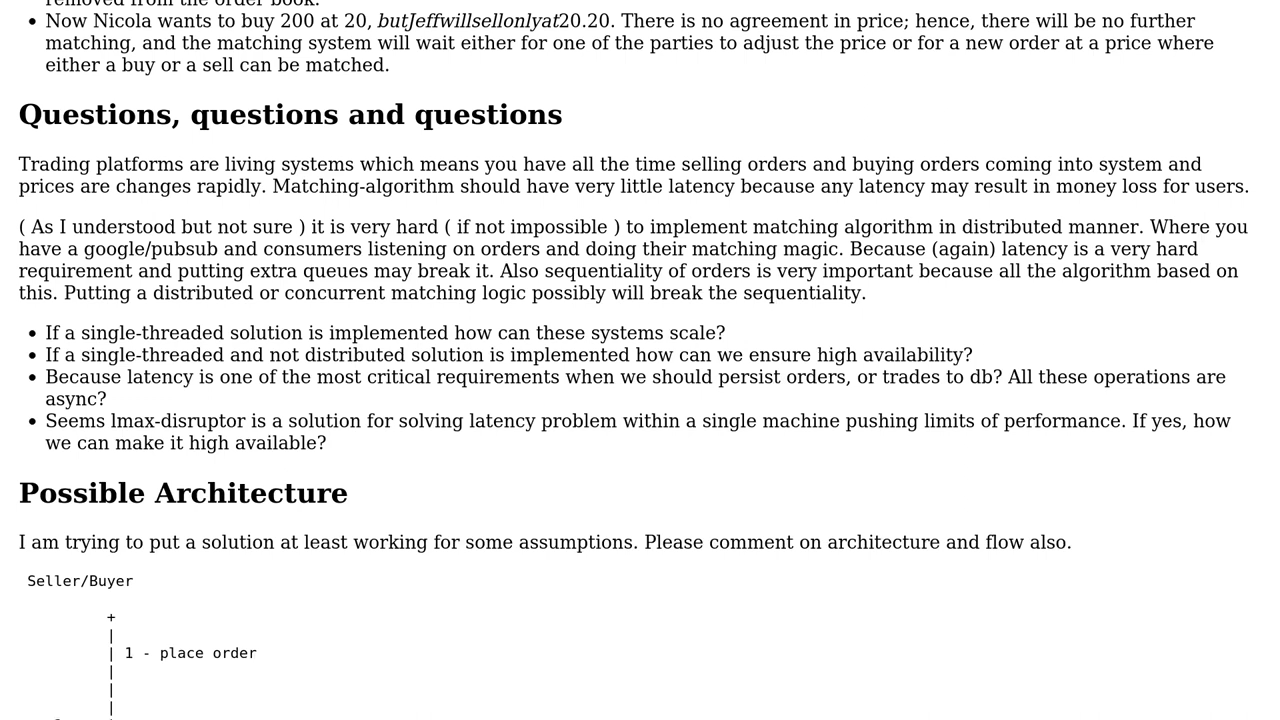 removed from the order book.
• Now Nicola wants to buy 200 at 20, butJeffwillsellonlyat20.20. There is no agreement in price; hence, there will be no further
matching, and the matching system will wait either for one of the parties to adjust the price or for a new order at a price where
either a buy or a sell can be matched.
Questions, questions and questions
Trading platforms are living systems which means you have all the time selling orders and buying orders coming into system and
prices are changes rapidly. Matching-algorithm should have very little latency because any latency may result in money loss for users.
( As I understood but not sure ) it is very hard ( if not impossible ) to implement matching algorithm in distributed manner. Where you
have a google/pubsub and consumers listening on orders and doing their matching magic. Because (again) latency is a very hard
requirement and putting extra queues may break it. Also sequentiality of orders is very important because all the algorithm based on
this. Putting a distributed or concurrent matching logic possibly will break the sequentiality.
• If a single-threaded solution is implemented how can these systems scale?
• If a single-threaded and not distributed solution is implemented how can we ensure high availability?
• Because latency is one of the most critical requirements when we should persist orders, or trades to db? All these operations are
async?
• Seems lmax-disruptor is a solution for solving latency problem within a single machine pushing limits of performance. If yes, how
we can make it high available?
Possible Architecture
I am trying to put a solution at least working for some assumptions. Please comment on architecture and flow also.
Seller/Buyer
+
|
| 1 - place order
|
|
|